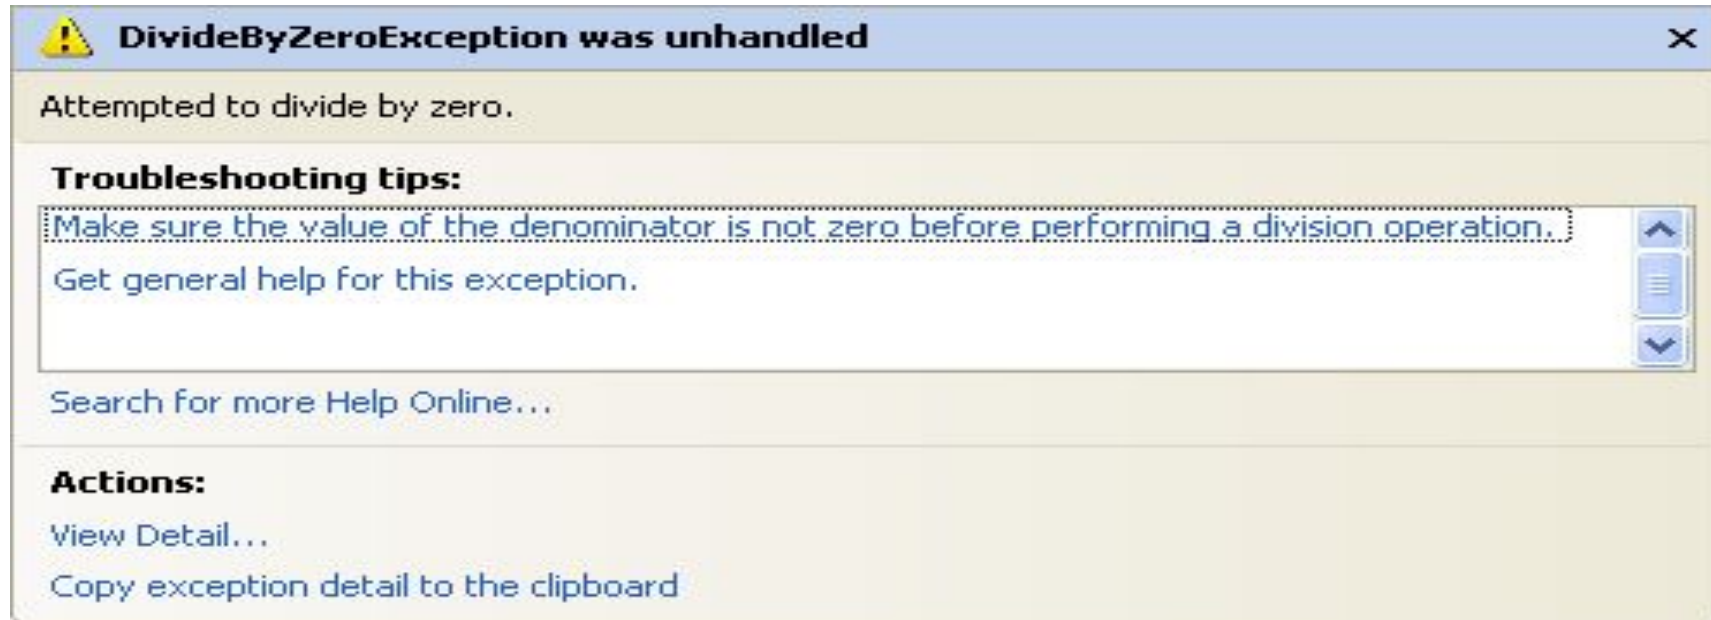 DivideByZeroException was unhandled
Attempted to divide by zero.
Troubleshooting tips:
Make sure the value of the denominator is not zero before performing a division operation.
Get general help for this exception.
Search for more Help Online...
Actions:
View Detail...
Copy exception detail to the clipboard